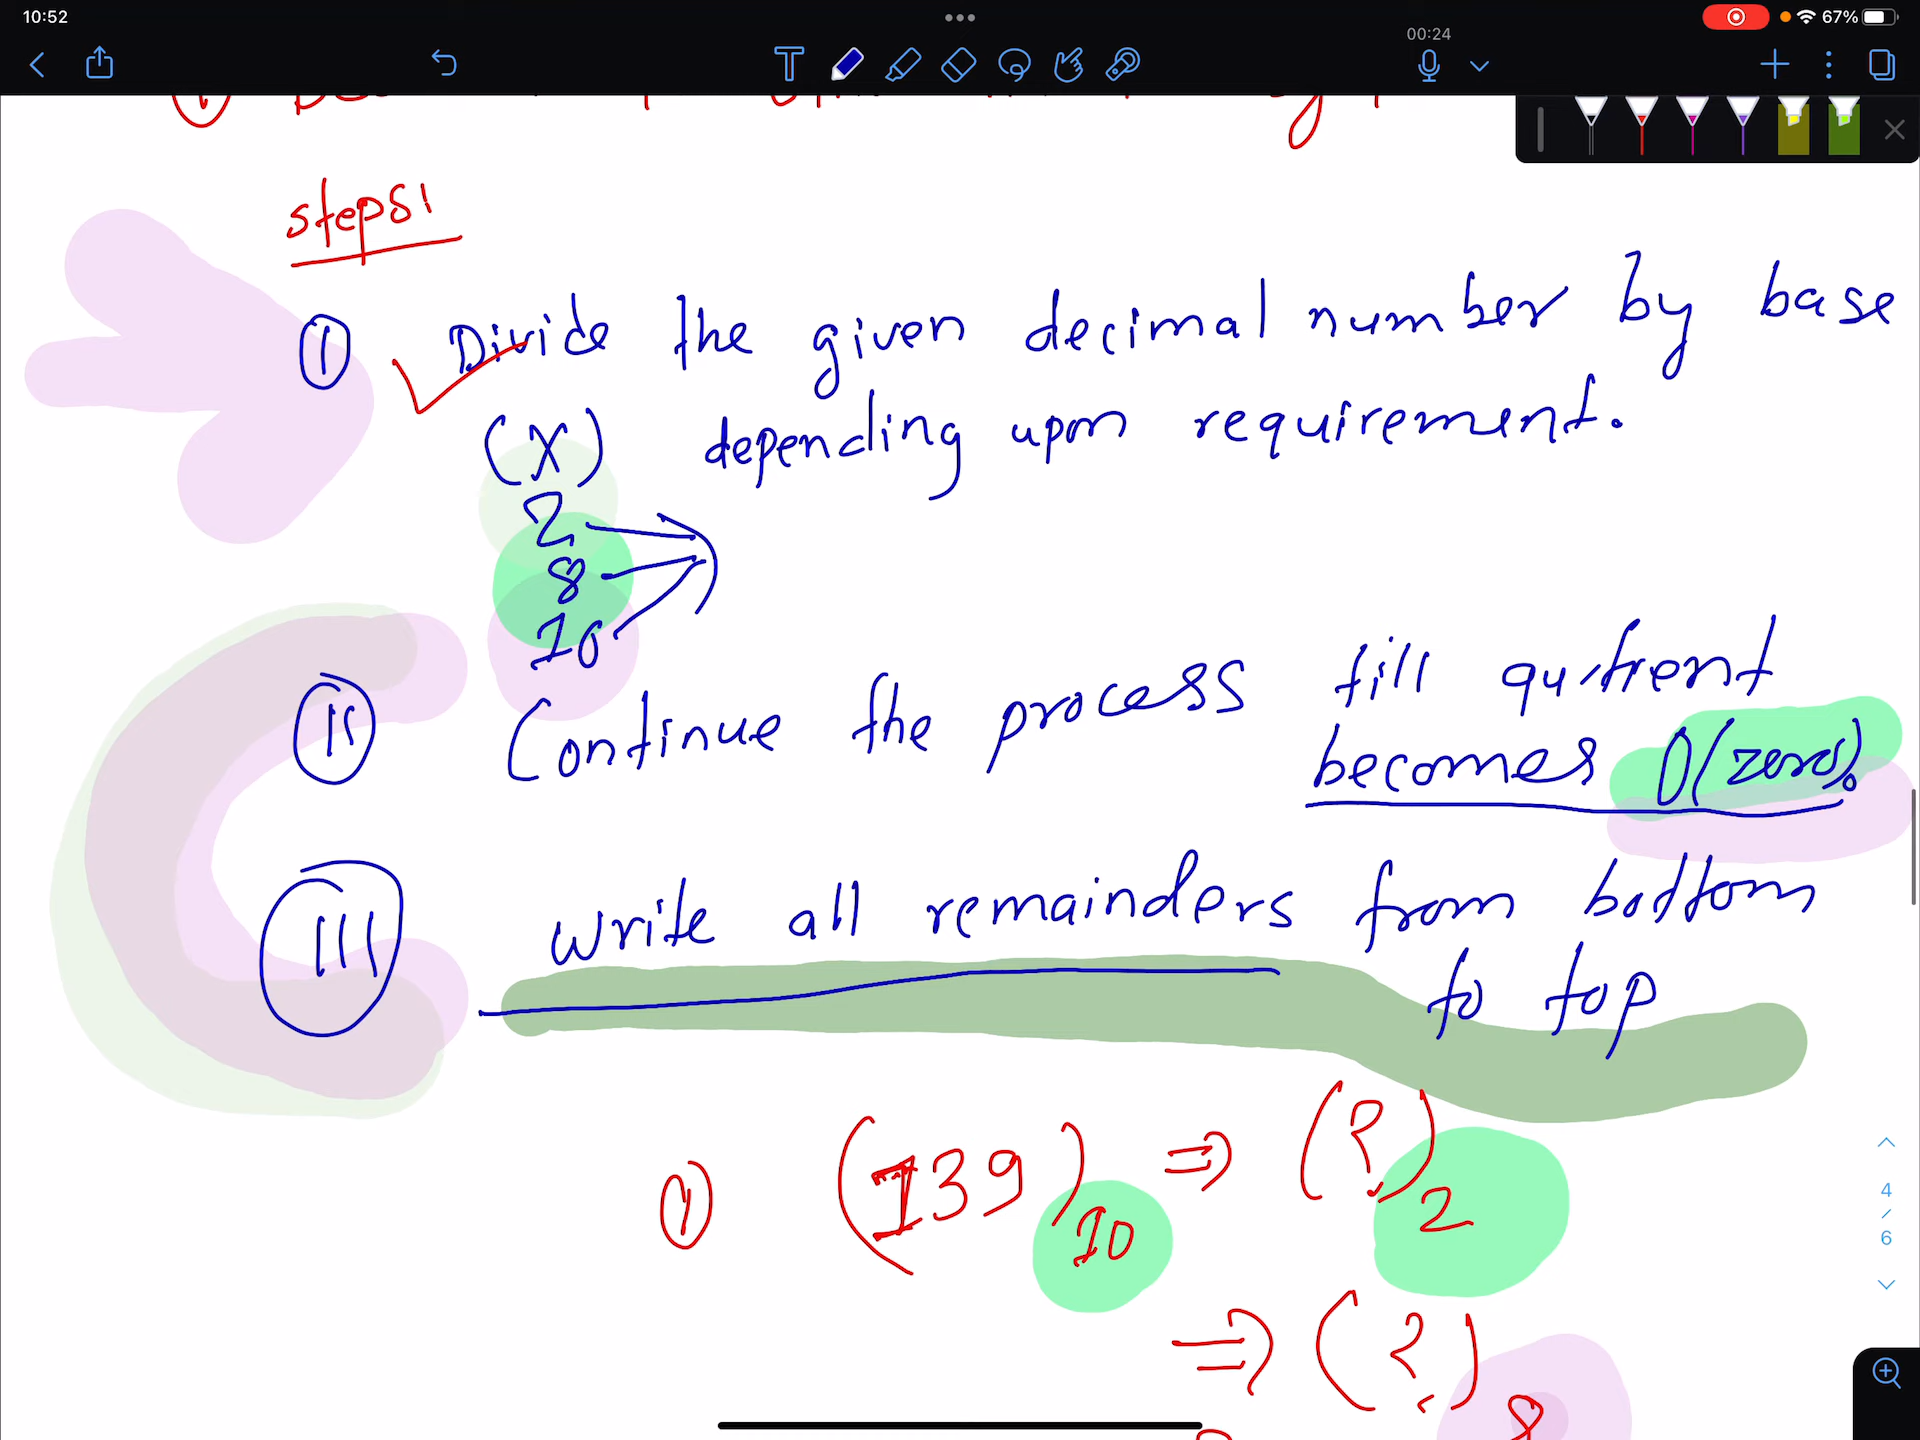 10:52
67%
00:24
steps:
① Divide the given decimal number by base
(X) depending upon requirement.
2
8
16
II Continue the process till qutient
becomes 0/(zero).
III write all remainders from bottom
to top
① (139)10 ⇒ (?)2
⇒ (?)8
4
/
6